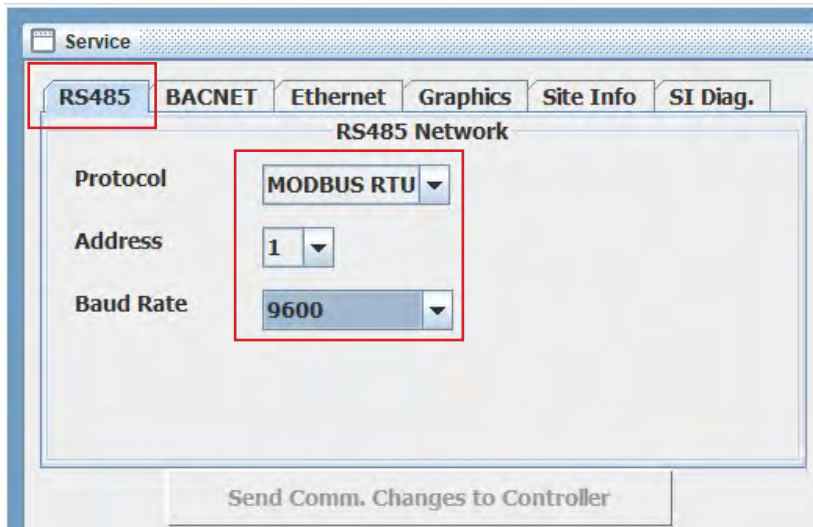 Service
RS485 BACNET Ethernet Graphics Site Info SI Diag.
RS485 Network
Protocol MODBUS RTU
Address 1
Baud Rate 9600
Send Comm. Changes to Controller